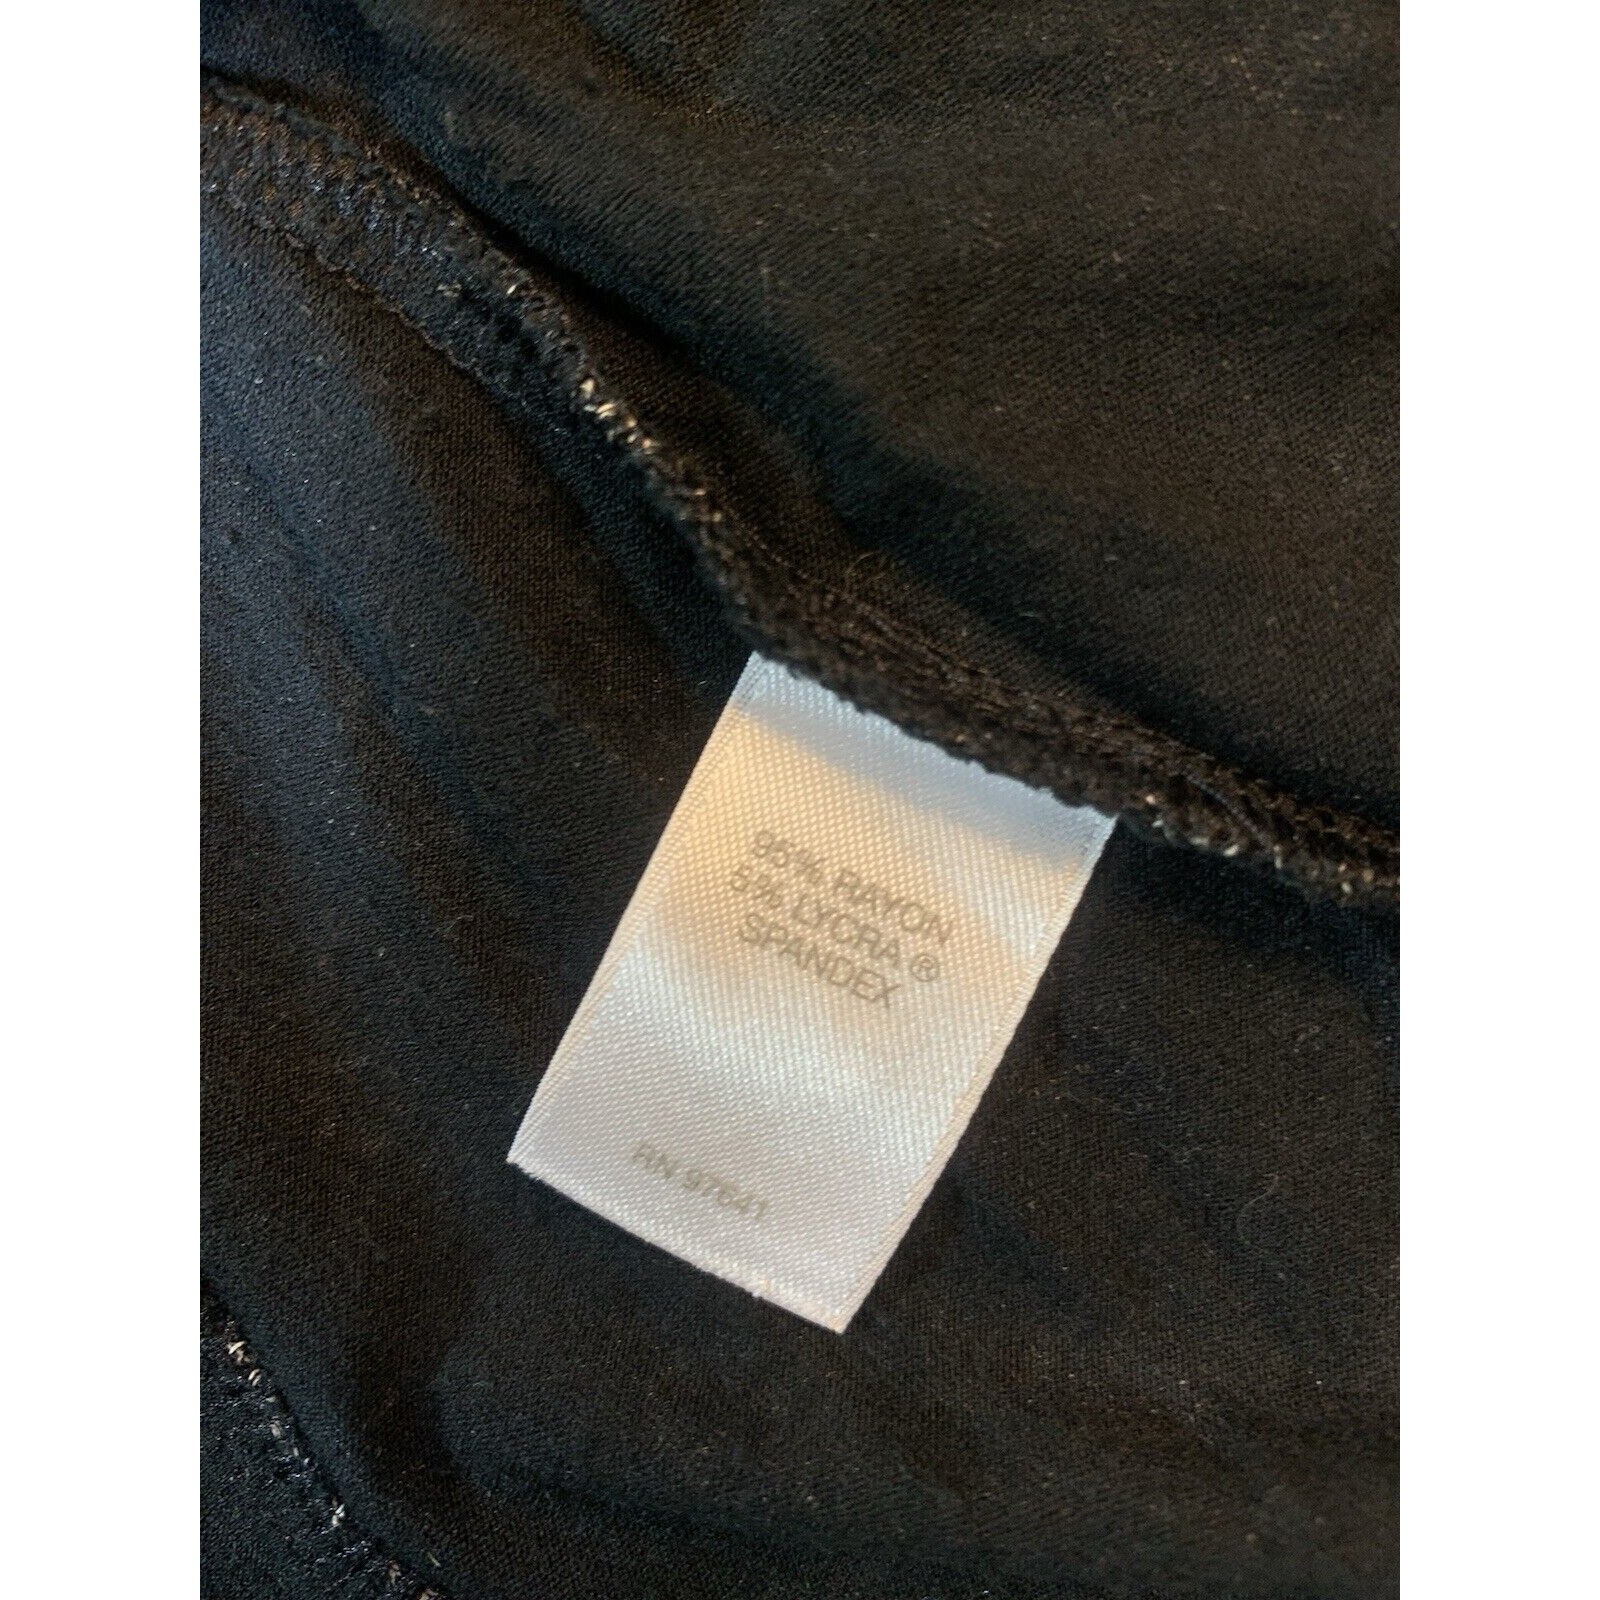 95% RAYON
5% LYCRA ®
SPANDEX
RN 97641